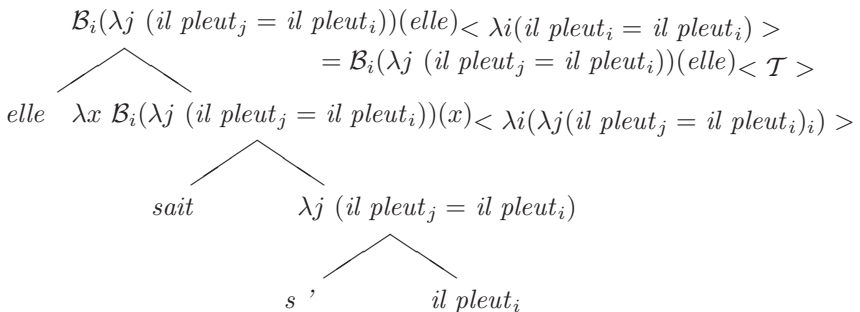 ℬᵢ(λj (il pleutⱼ = il pleutᵢ))(elle)< λi(il pleutᵢ = il pleutᵢ) >
= ℬᵢ(λj (il pleutⱼ = il pleutᵢ))(elle)< 𝒯 >
elle λx ℬᵢ(λj (il pleutⱼ = il pleutᵢ))(x)< λi(λj(il pleutⱼ = il pleutᵢ)ᵢ) >
sait λj (il pleutⱼ = il pleutᵢ)
s ’ il pleutᵢ